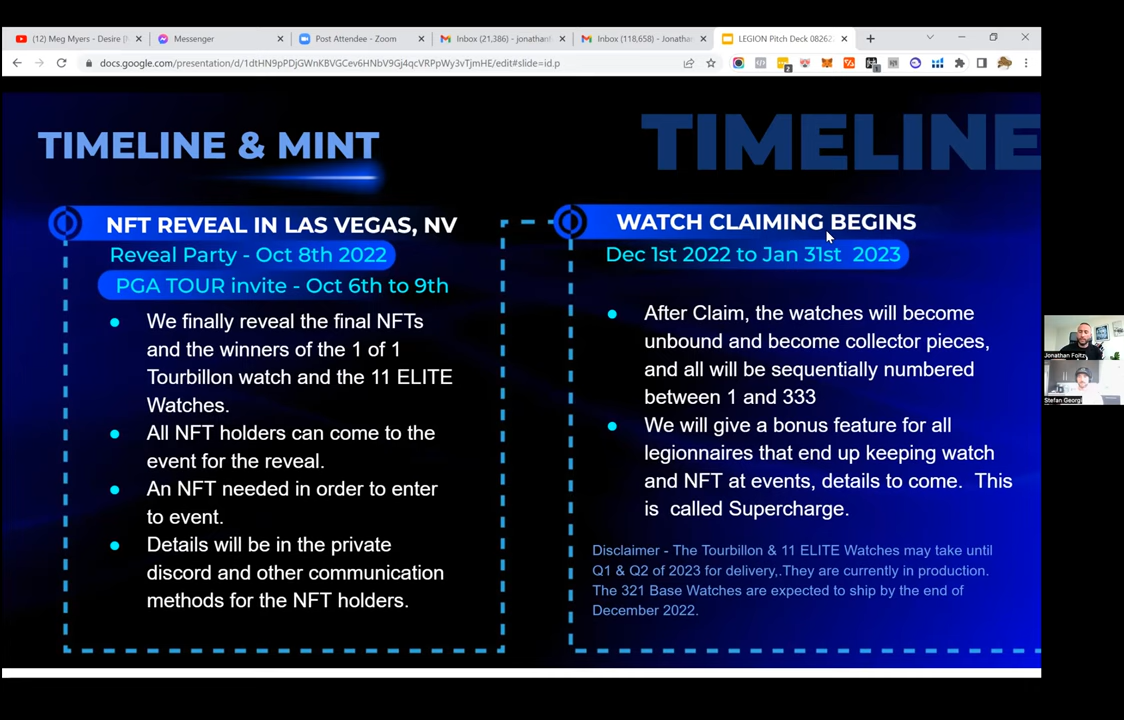 (12) Meg Myers - Desire [
Messenger
Post Attendee - Zoom
Inbox (21,386) - jonathanf
Inbox (118,658) - Jonathan
LEGION Pitch Deck 08262
docs.google.com/presentation/d/1dtHN9pPDjGWnKBVGCev6HNbV9Gj4qcVRPpWy3vTjmHE/edit#slide=id.p
TIMELINE & MINT
TIMELINE
NFT REVEAL IN LAS VEGAS, NV
Reveal Party - Oct 8th 2022
PGA TOUR invite - Oct 6th to 9th
We finally reveal the final NFTs
and the winners of the 1 of 1
Tourbillon watch and the 11 ELITE
Watches.
All NFT holders can come to the
event for the reveal.
An NFT needed in order to enter
to event.
Details will be in the private
discord and other communication
methods for the NFT holders.
WATCH CLAIMING BEGINS
Dec 1st 2022 to Jan 31st 2023
After Claim, the watches will become
unbound and become collector pieces,
and all will be sequentially numbered
between 1 and 333
We will give a bonus feature for all
legionnaires that end up keeping watch
and NFT at events, details to come. This
is called Supercharge.
Disclaimer - The Tourbillon & 11 ELITE Watches may take until
Q1 & Q2 of 2023 for delivery,.They are currently in production.
The 321 Base Watches are expected to ship by the end of
December 2022.
Jonathan Foltz
Stefan Georgi